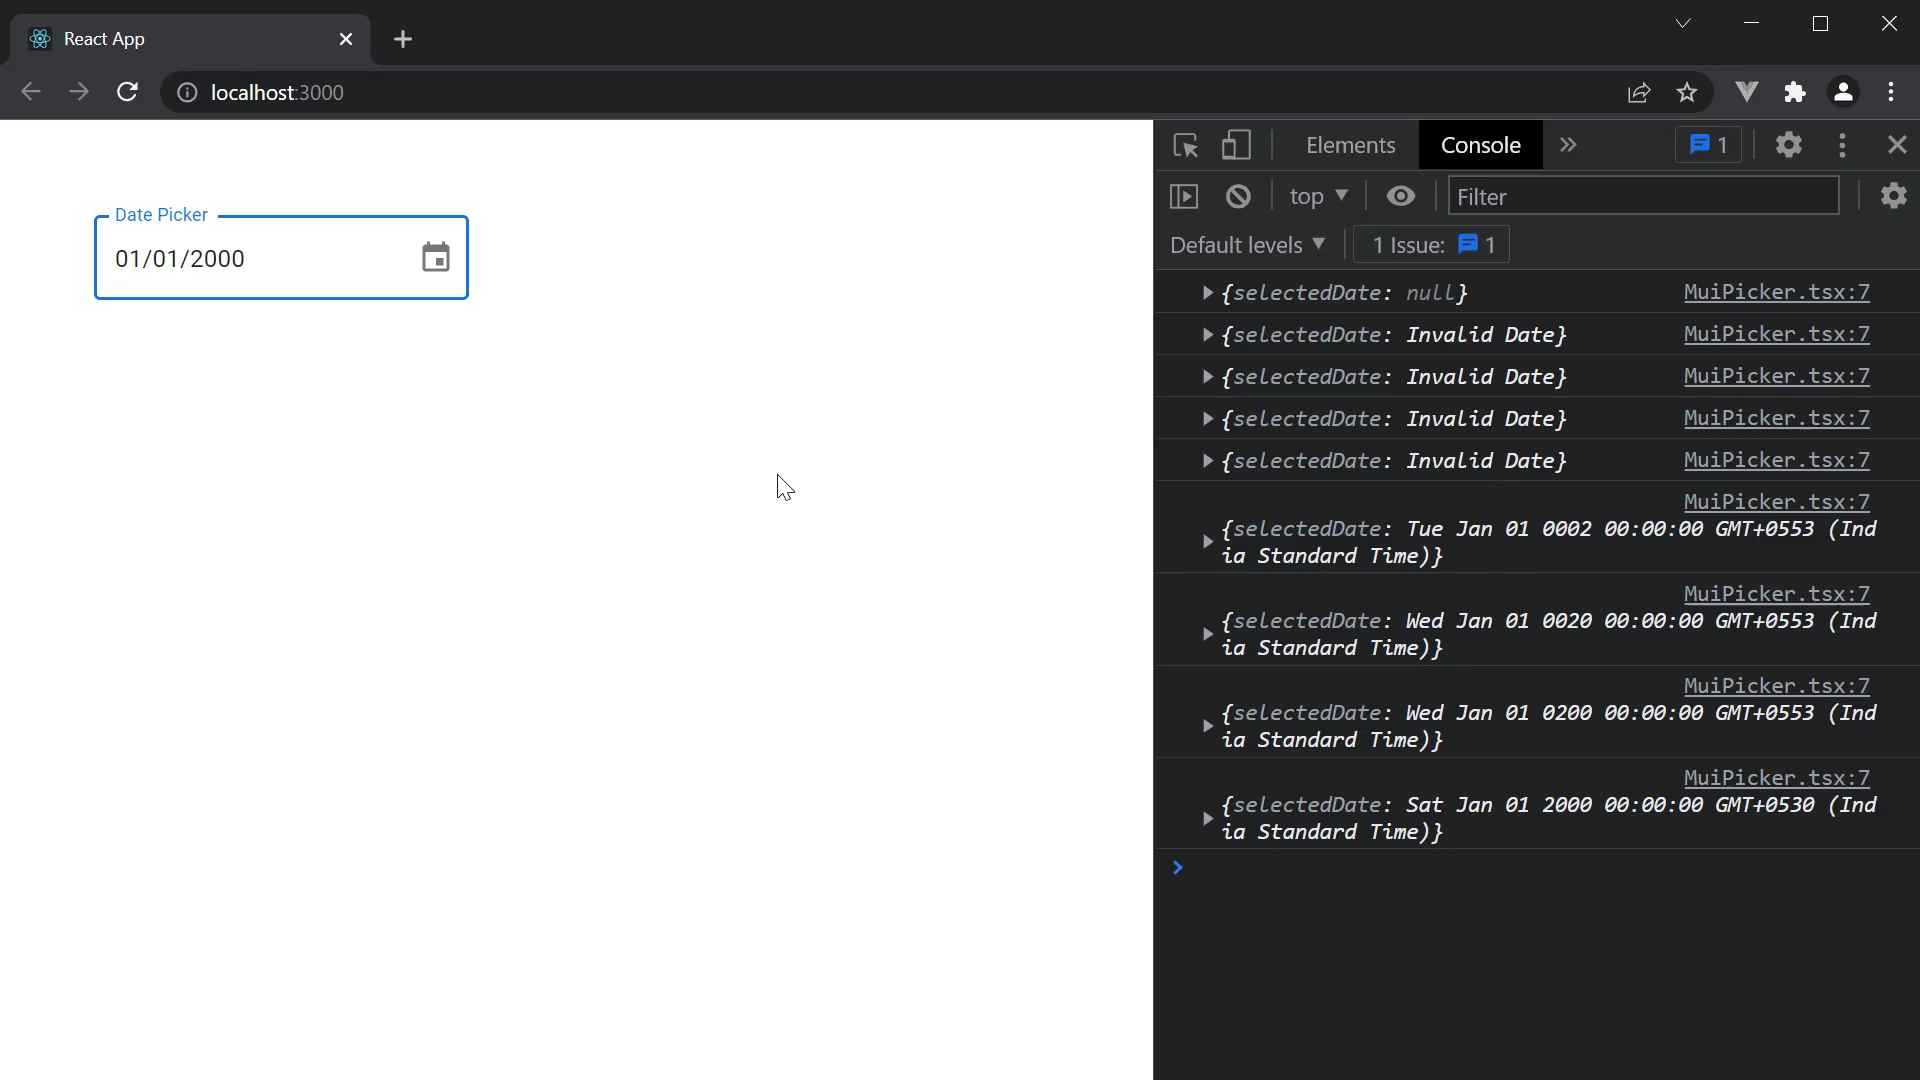 React App
localhost:3000
Date Picker
01/01/2000
Elements
Console
1
top
Filter
Default levels
1 Issue: 1
{selectedDate: null} MuiPicker.tsx:7
{selectedDate: Invalid Date} MuiPicker.tsx:7
{selectedDate: Invalid Date} MuiPicker.tsx:7
{selectedDate: Invalid Date} MuiPicker.tsx:7
{selectedDate: Invalid Date} MuiPicker.tsx:7
MuiPicker.tsx:7
{selectedDate: Tue Jan 01 0002 00:00:00 GMT+0553 (Ind
ia Standard Time)}
MuiPicker.tsx:7
{selectedDate: Wed Jan 01 0020 00:00:00 GMT+0553 (Ind
ia Standard Time)}
MuiPicker.tsx:7
{selectedDate: Wed Jan 01 0200 00:00:00 GMT+0553 (Ind
ia Standard Time)}
MuiPicker.tsx:7
{selectedDate: Sat Jan 01 2000 00:00:00 GMT+0530 (Ind
ia Standard Time)}